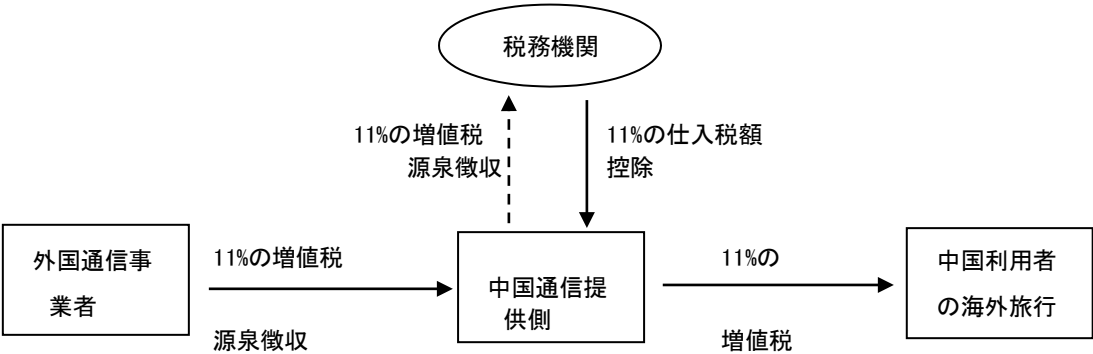 税務機関
11%の増値税
源泉徴収
11%の仕入税額
控除
外国通信事
業者
11%の増値税
源泉徴収
中国通信提
供側
11%の
増値税
中国利用者
の海外旅行